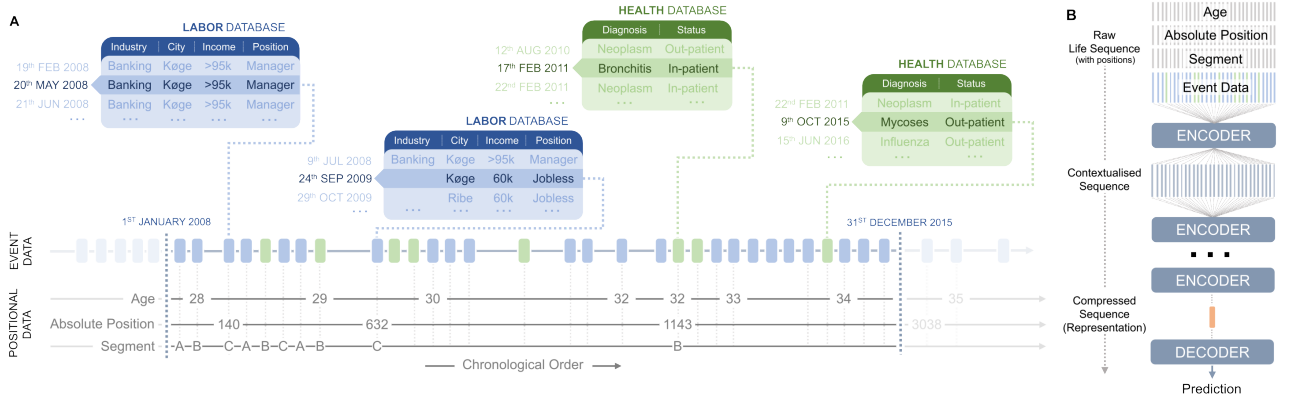 A
LABOR DATABASE
Industry City Income Position
19th FEB 2008 Banking Køge >95k Manager
20th MAY 2008 Banking Køge >95k Manager
21th JUN 2008 Banking Køge >95k Manager
... ... ... ... ...
LABOR DATABASE
Industry City Income Position
9th JUL 2008 Banking Køge >95k Manager
24th SEP 2009 Køge 60k Jobless
29th OCT 2009 Ribe 60k Jobless
... ... ... ... ...
HEALTH DATABASE
Diagnosis Status
12th AUG 2010 Neoplasm Out-patient
17th FEB 2011 Bronchitis In-patient
22nd FEB 2011 Neoplasm In-patient
... ... ...
HEALTH DATABASE
Diagnosis Status
22nd FEB 2011 Neoplasm In-patient
9th OCT 2015 Mycoses Out-patient
15th JUN 2016 Influenza Out-patient
... ... ...
1ST JANUARY 2008
31ST DECEMBER 2015
EVENT DATA
POSITIONAL DATA
Age 28 29 30 32 32 33 34 35
Absolute Position 140 632 1143 3038
Segment A B C A B C A B C B
Chronological Order
B
Raw
Life Sequence
(with positions)
Contextualised
Sequence
Compressed
Sequence
(Representation)
Age
Absolute Position
Segment
Event Data
ENCODER
ENCODER
...
ENCODER
DECODER
Prediction